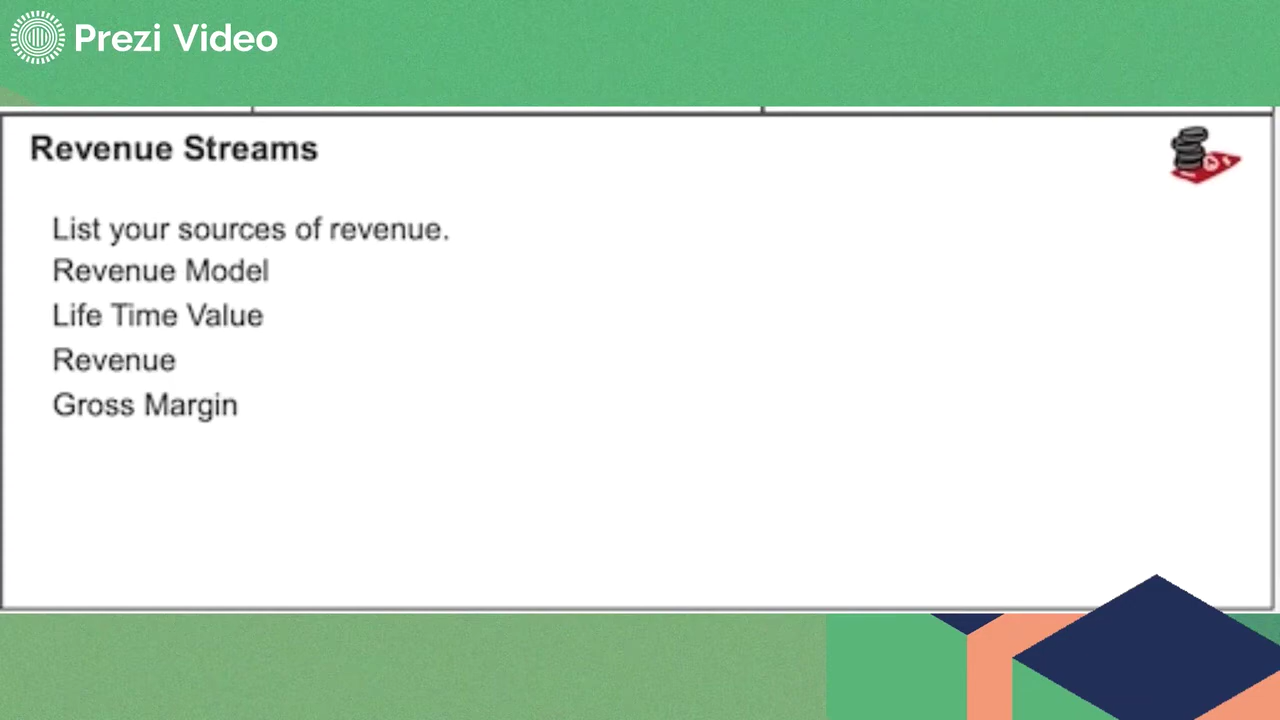 Prezi Video
Revenue Streams
List your sources of revenue.
Revenue Model
Life Time Value
Revenue
Gross Margin